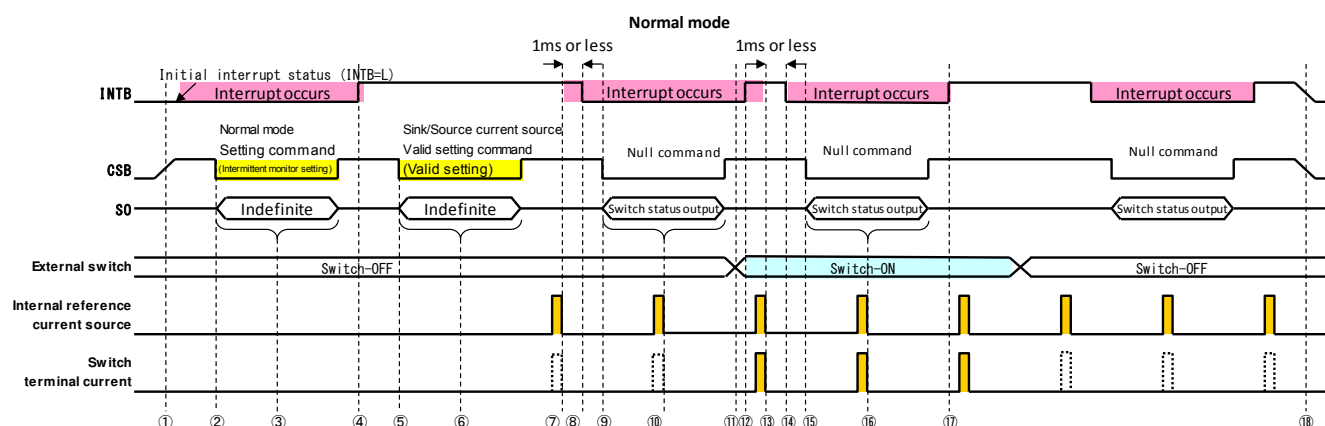 Normal mode
1ms or less 1ms or less
Initial interrupt status (INTB=L)
INTB Interrupt occurs Interrupt occurs Interrupt occurs Interrupt occurs
Normal mode Sink/Source current source
Setting command Valid setting command Null command Null command Null command
CSB (Intermittent monitor setting) (Valid setting)
SO Indefinite Indefinite Switch status output Switch status output Switch status output
External switch Switch-OFF Switch-ON Switch-OFF
Internal reference
current source
Switch
terminal current
① ② ③ ④ ⑤ ⑥ ⑦ ⑧ ⑨ ⑩ ⑪ ⑫ ⑬ ⑭ ⑮ ⑯ ⑰ ⑱